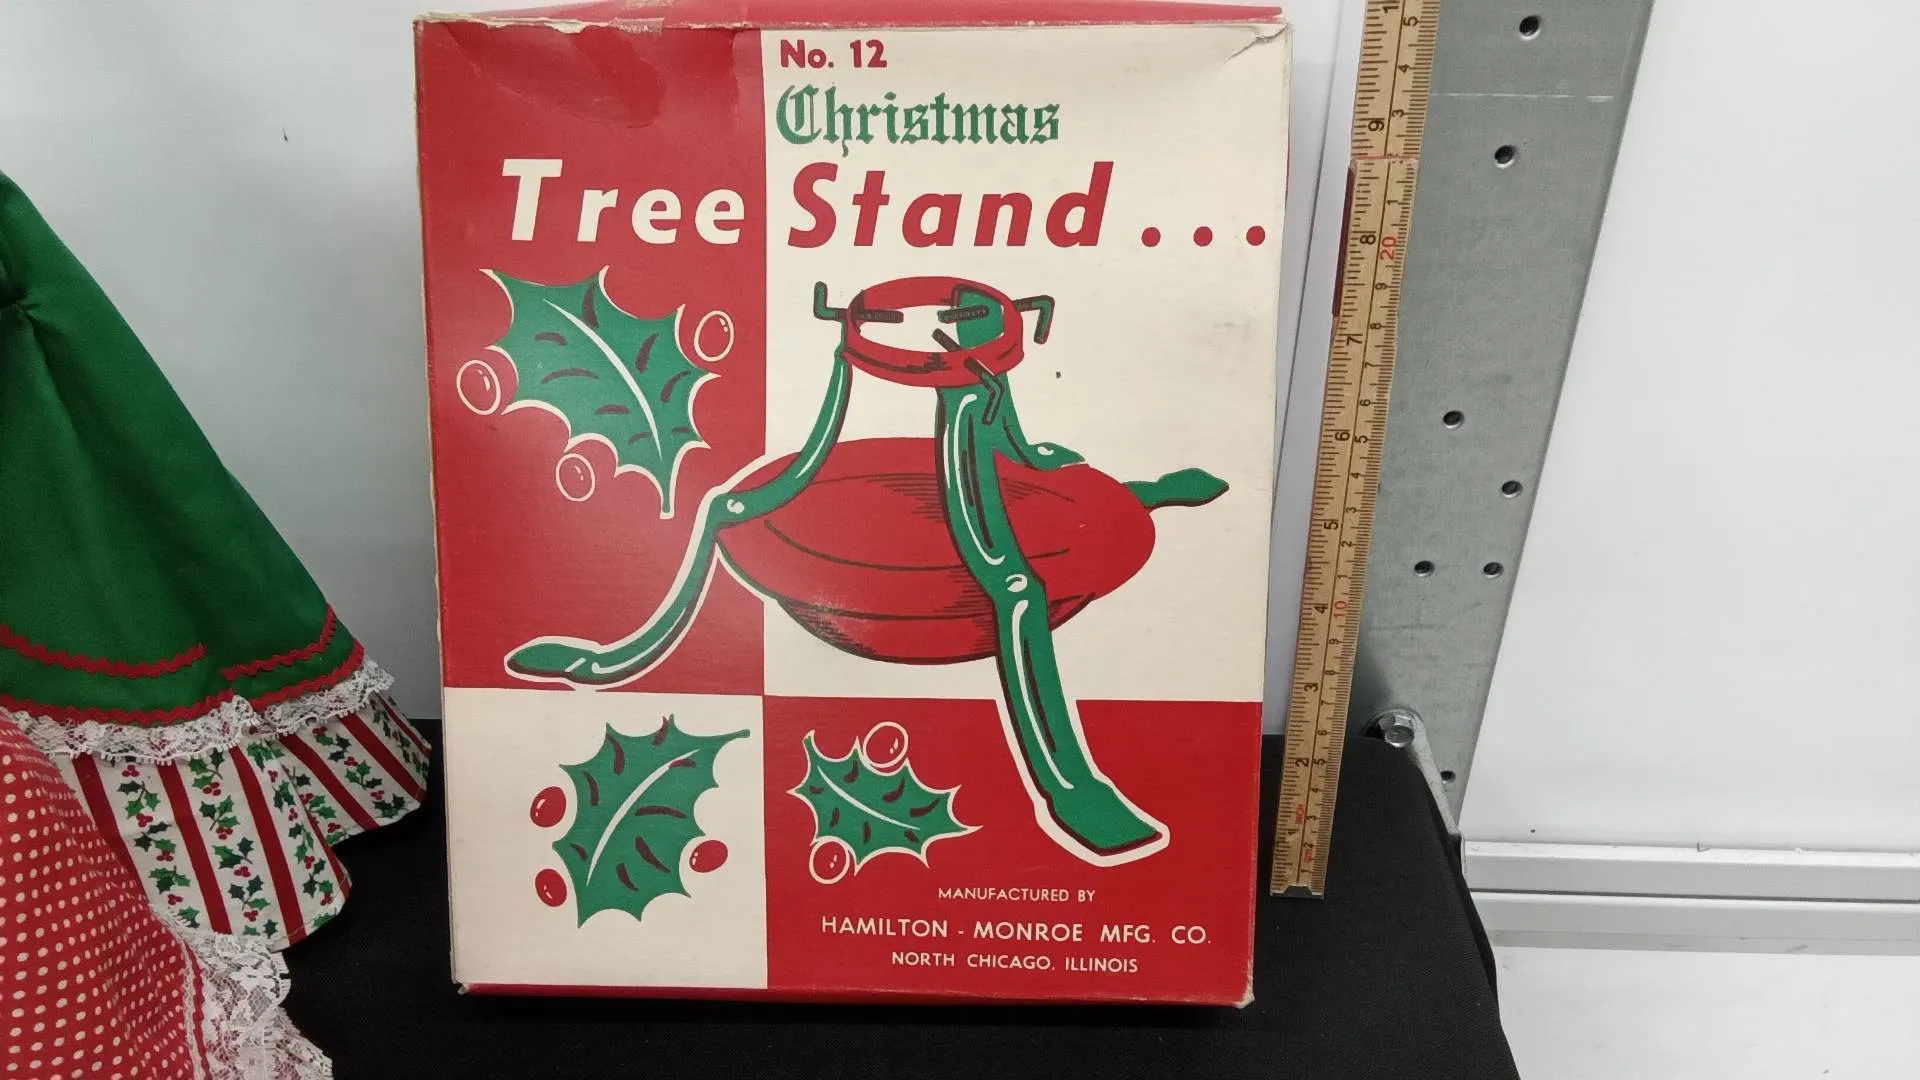 No. 12
Christmas
Tree Stand...
MANUFACTURED BY
HAMILTON - MONROE MFG. CO.
NORTH CHICAGO, ILLINOIS